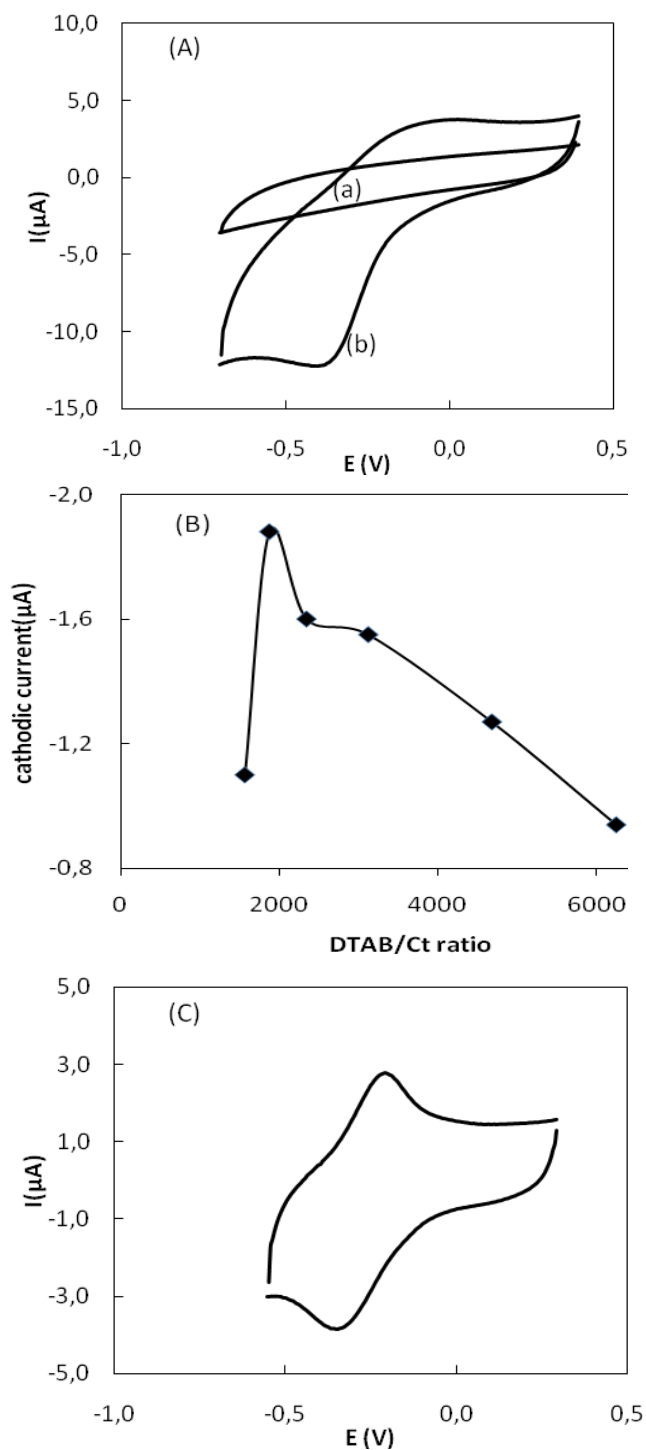 (A)
10,0
5,0
0,0
-5,0
-10,0
-15,0
I(µA)
(a)
(b)
-1,0 -0,5 0,0 0,5
E (V)
(B)
-2,0
-1,6
-1,2
-0,8
cathodic current(µA)
0 2000 4000 6000
DTAB/Ct ratio
(C)
5,0
3,0
1,0
-1,0
-3,0
-5,0
I(µA)
-1,0 -0,5 0,0 0,5
E (V)